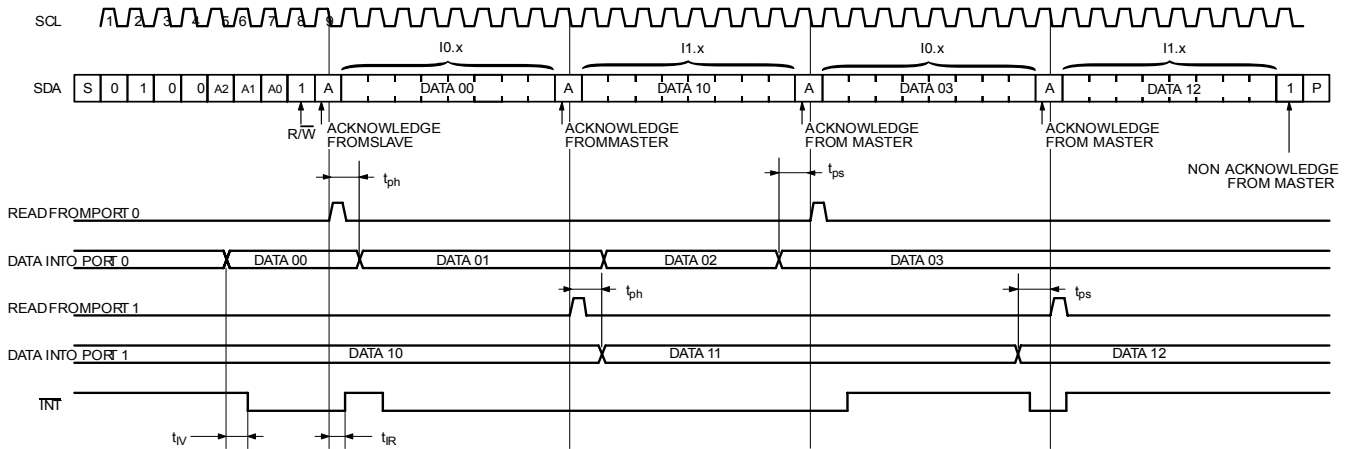 SCL 1 2 3 4 5 6 7 8 9
I0.x I1.x I0.x I1.x
SDA S 0 1 0 0 A2 A1 A0 1 A DATA 00 A DATA 10 A DATA 03 A DATA 12 1 P
R/W ACKNOWLEDGE FROMSLAVE
ACKNOWLEDGE FROMMASTER
ACKNOWLEDGE FROM MASTER
ACKNOWLEDGE FROM MASTER
NON ACKNOWLEDGE FROM MASTER
tph tps
READ FROMPORT 0
DATA INTO PORT 0 DATA 00 DATA 01 DATA 02 DATA 03
tph tps
READ FROMPORT 1
DATA INTO PORT 1 DATA 10 DATA 11 DATA 12
INT
tIV tIR